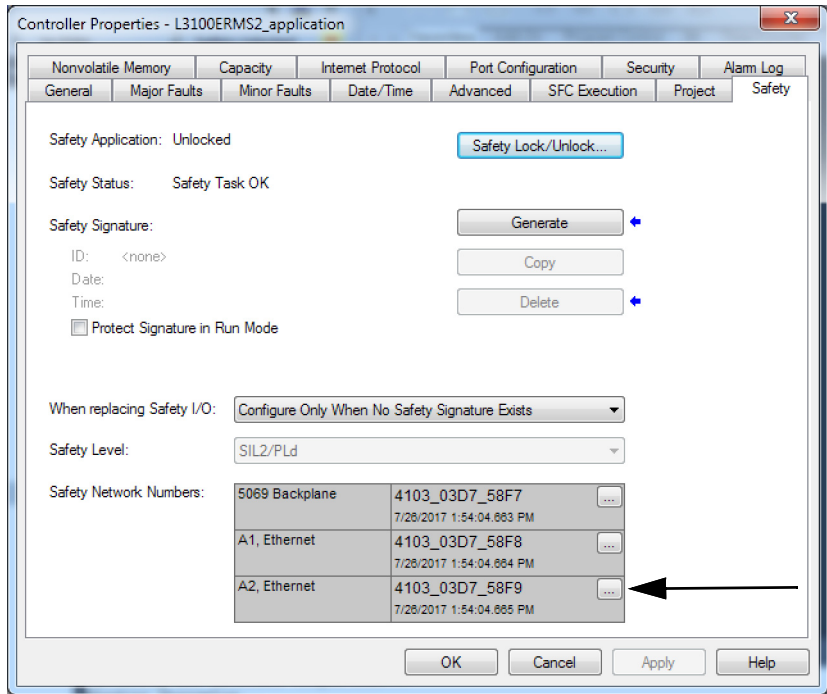 Controller Properties - L3100ERMS2_application
x
Nonvolatile Memory Capacity Internet Protocol Port Configuration Security Alarm Log
General Major Faults Minor Faults Date/Time Advanced SFC Execution Project Safety
Safety Application: Unlocked Safety Lock/Unlock...
Safety Status: Safety Task OK
Safety Signature: Generate
ID: <none> Copy
Date:
Time: Delete
Protect Signature in Run Mode
When replacing Safety I/O: Configure Only When No Safety Signature Exists
Safety Level: SIL2/PLd
Safety Network Numbers: 5069 Backplane 4103_03D7_58F7 ...
7/26/2017 1:54:04.663 PM
A1, Ethernet 4103_03D7_58F8 ...
7/26/2017 1:54:04.664 PM
A2, Ethernet 4103_03D7_58F9 ...
7/26/2017 1:54:04.665 PM
OK Cancel Apply Help